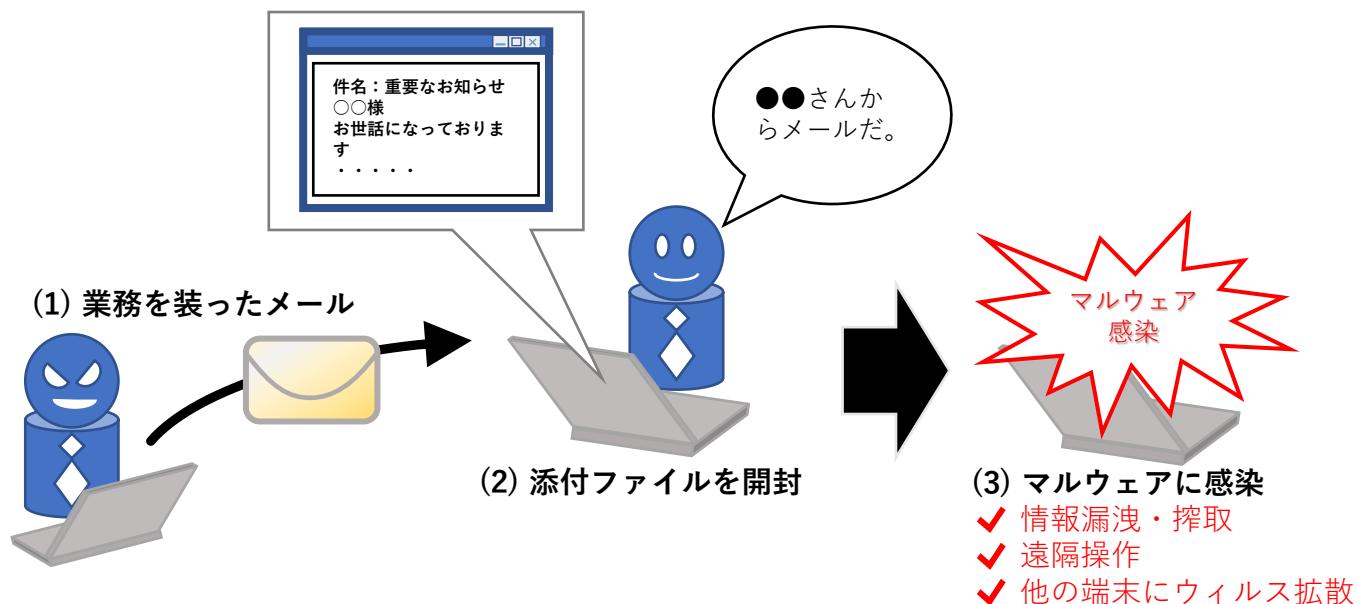 件名：重要なお知らせ
○○様
お世話になっておりま
す
・・・・・
●●さんか
らメールだ。
(1) 業務を装ったメール
マルウェア
感染
(2) 添付ファイルを開封
(3) マルウェアに感染
✓ 情報漏洩・搾取
✓ 遠隔操作
✓ 他の端末にウィルス拡散